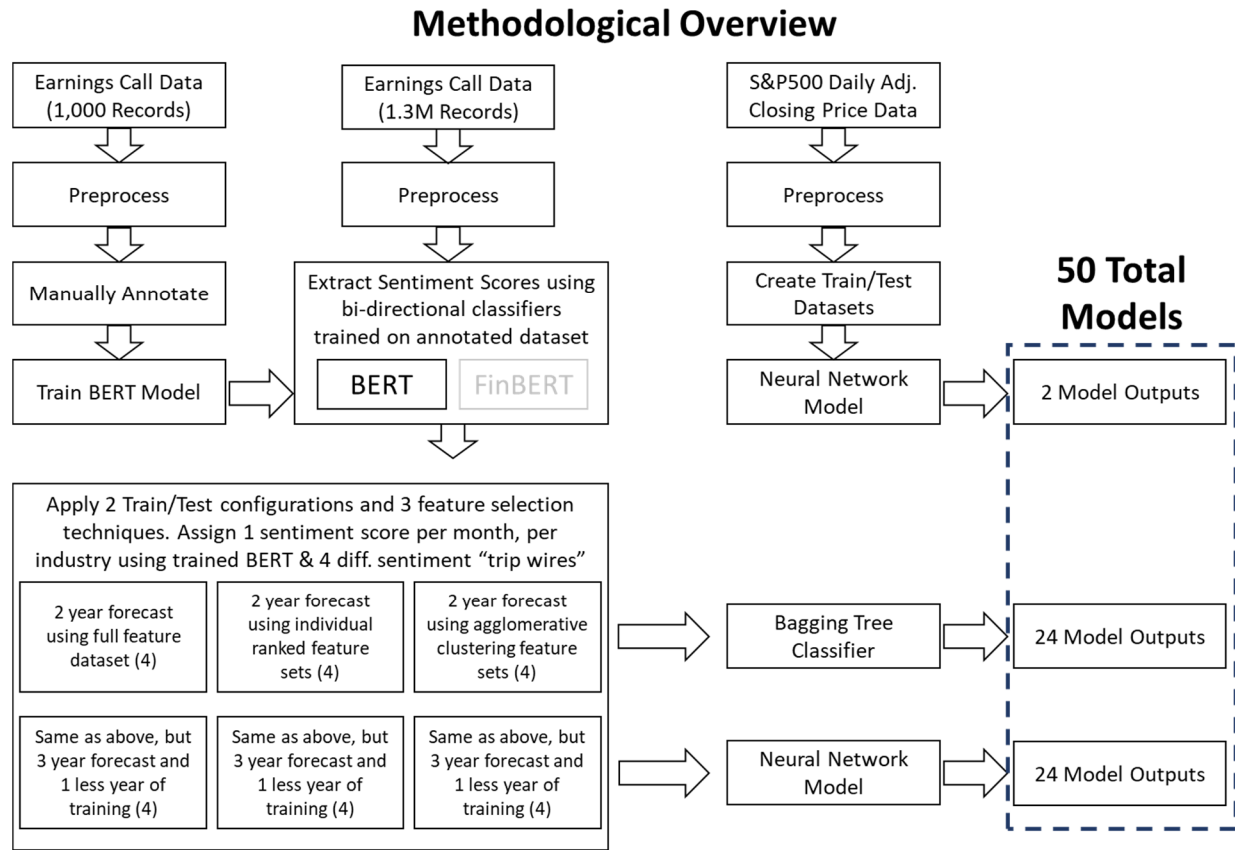 Methodological Overview
Earnings Call Data
(1,000 Records)
Preprocess
Manually Annotate
Train BERT Model
Earnings Call Data
(1.3M Records)
Preprocess
Extract Sentiment Scores using
bi-directional classifiers
trained on annotated dataset
BERT
FinBERT
S&P500 Daily Adj.
Closing Price Data
Preprocess
Create Train/Test
Datasets
Neural Network
Model
50 Total
Models
2 Model Outputs
Apply 2 Train/Test configurations and 3 feature selection
techniques. Assign 1 sentiment score per month, per
industry using trained BERT & 4 diff. sentiment “trip wires”
2 year forecast
using full feature
dataset (4)
2 year forecast
using individual
ranked feature
sets (4)
2 year forecast
using agglomerative
clustering feature
sets (4)
Bagging Tree
Classifier
24 Model Outputs
Same as above, but
3 year forecast and
1 less year of
training (4)
Same as above, but
3 year forecast and
1 less year of
training (4)
Same as above, but
3 year forecast and
1 less year of
training (4)
Neural Network
Model
24 Model Outputs